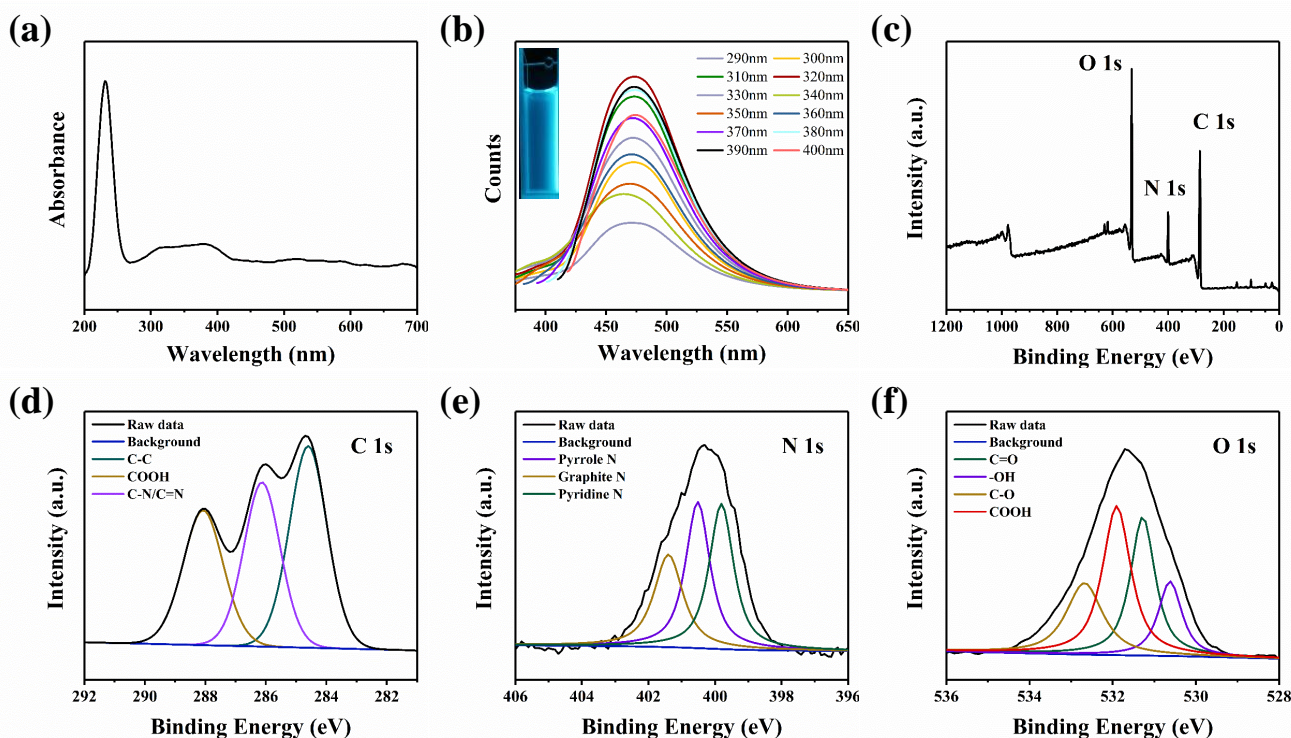 (a)
Absorbance
200 300 400 500 600 700
Wavelength (nm)
(b)
290nm 300nm
310nm 320nm
330nm 340nm
350nm 360nm
370nm 380nm
390nm 400nm
Counts
400 450 500 550 600 650
Wavelength (nm)
(c)
O 1s
C 1s
N 1s
Intensity (a.u.)
1200 1000 800 600 400 200 0
Binding Energy (eV)
(d)
Raw data
Background
C-C
COOH
C-N/C=N
C 1s
Intensity (a.u.)
292 290 288 286 284 282
Binding Energy (eV)
(e)
Raw data
Background
Pyrrole N
Graphite N
Pyridine N
N 1s
Intensity (a.u.)
406 404 402 400 398 396
Binding Energy (eV)
(f)
Raw data
Background
C=O
-OH
C-O
COOH
O 1s
Intensity (a.u.)
536 534 532 530 528
Binding Energy (eV)